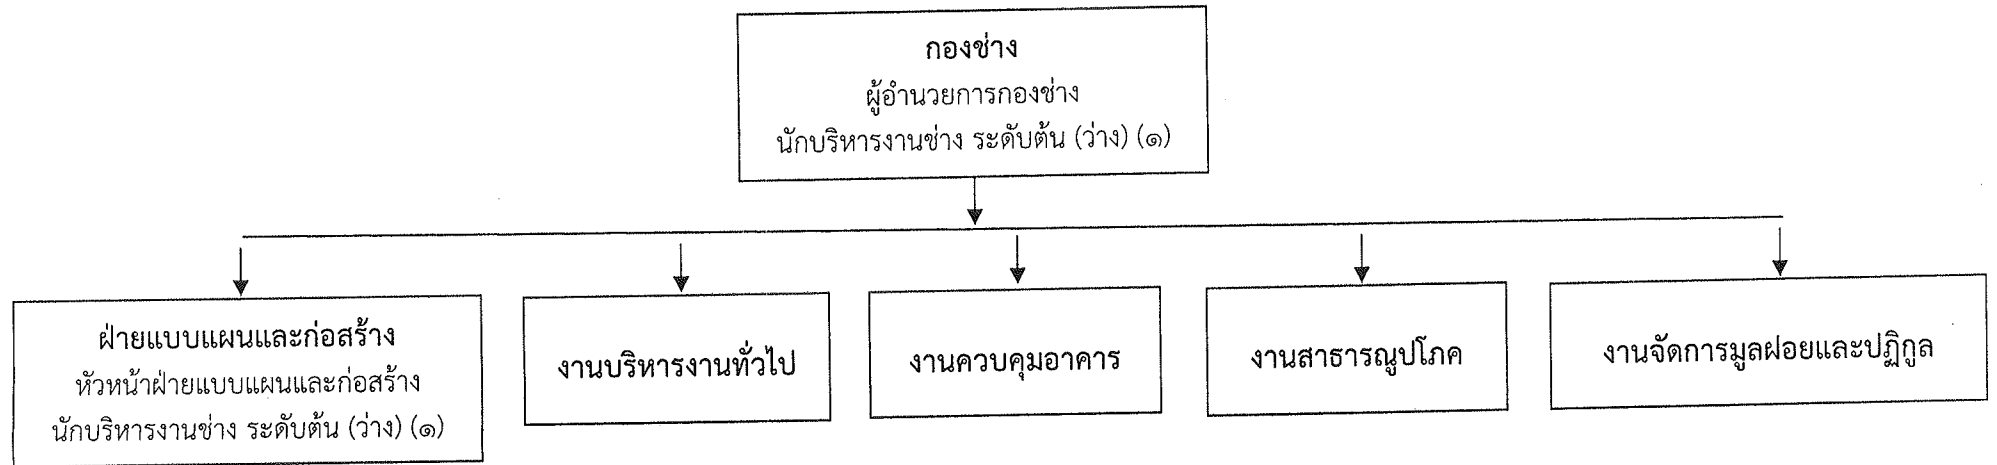 กองช่าง
ผู้อำนวยการกองช่าง
นักบริหารงานช่าง ระดับต้น (ว่าง) (๑)
ฝ่ายแบบแผนและก่อสร้าง
หัวหน้าฝ่ายแบบแผนและก่อสร้าง
นักบริหารงานช่าง ระดับต้น (ว่าง) (๑)
งานบริหารงานทั่วไป
งานควบคุมอาคาร
งานสาธารณูปโภค
งานจัดการมูลฝอยและปฏิกูล